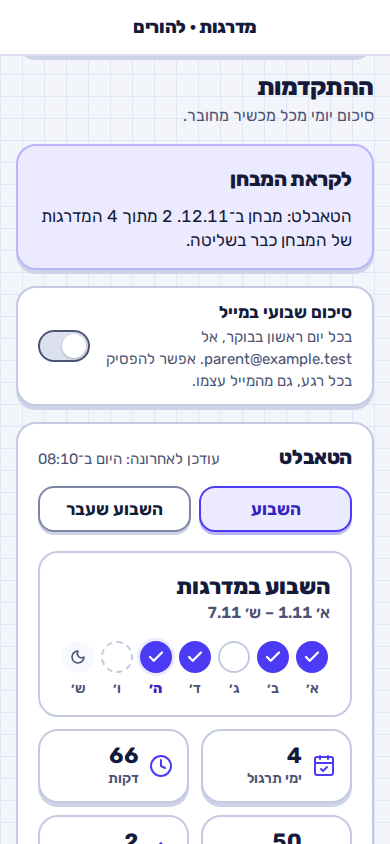 מדרגות • להורים
ההתקדמות
סיכום יומי מכל מכשיר מחובר.
לקראת המבחן
הטאבלט: מבחן ב־12.11. 2 מתוך 4 המדרגות
של המבחן כבר בשליטה.
סיכום שבועי במייל
בכל יום ראשון בבוקר, אל
parent@example.test. אפשר להפסיק
בכל רגע, גם מהמייל עצמו.
הטאבלט
עודכן לאחרונה: היום ב־08:10
השבוע
השבוע שעבר
השבוע במדרגות
א׳ 1.11 – ש׳ 7.11
א׳ ב׳ ג׳ ד׳ ה׳ ו׳ ש׳
4
ימי תרגול
66
דקות
50
2